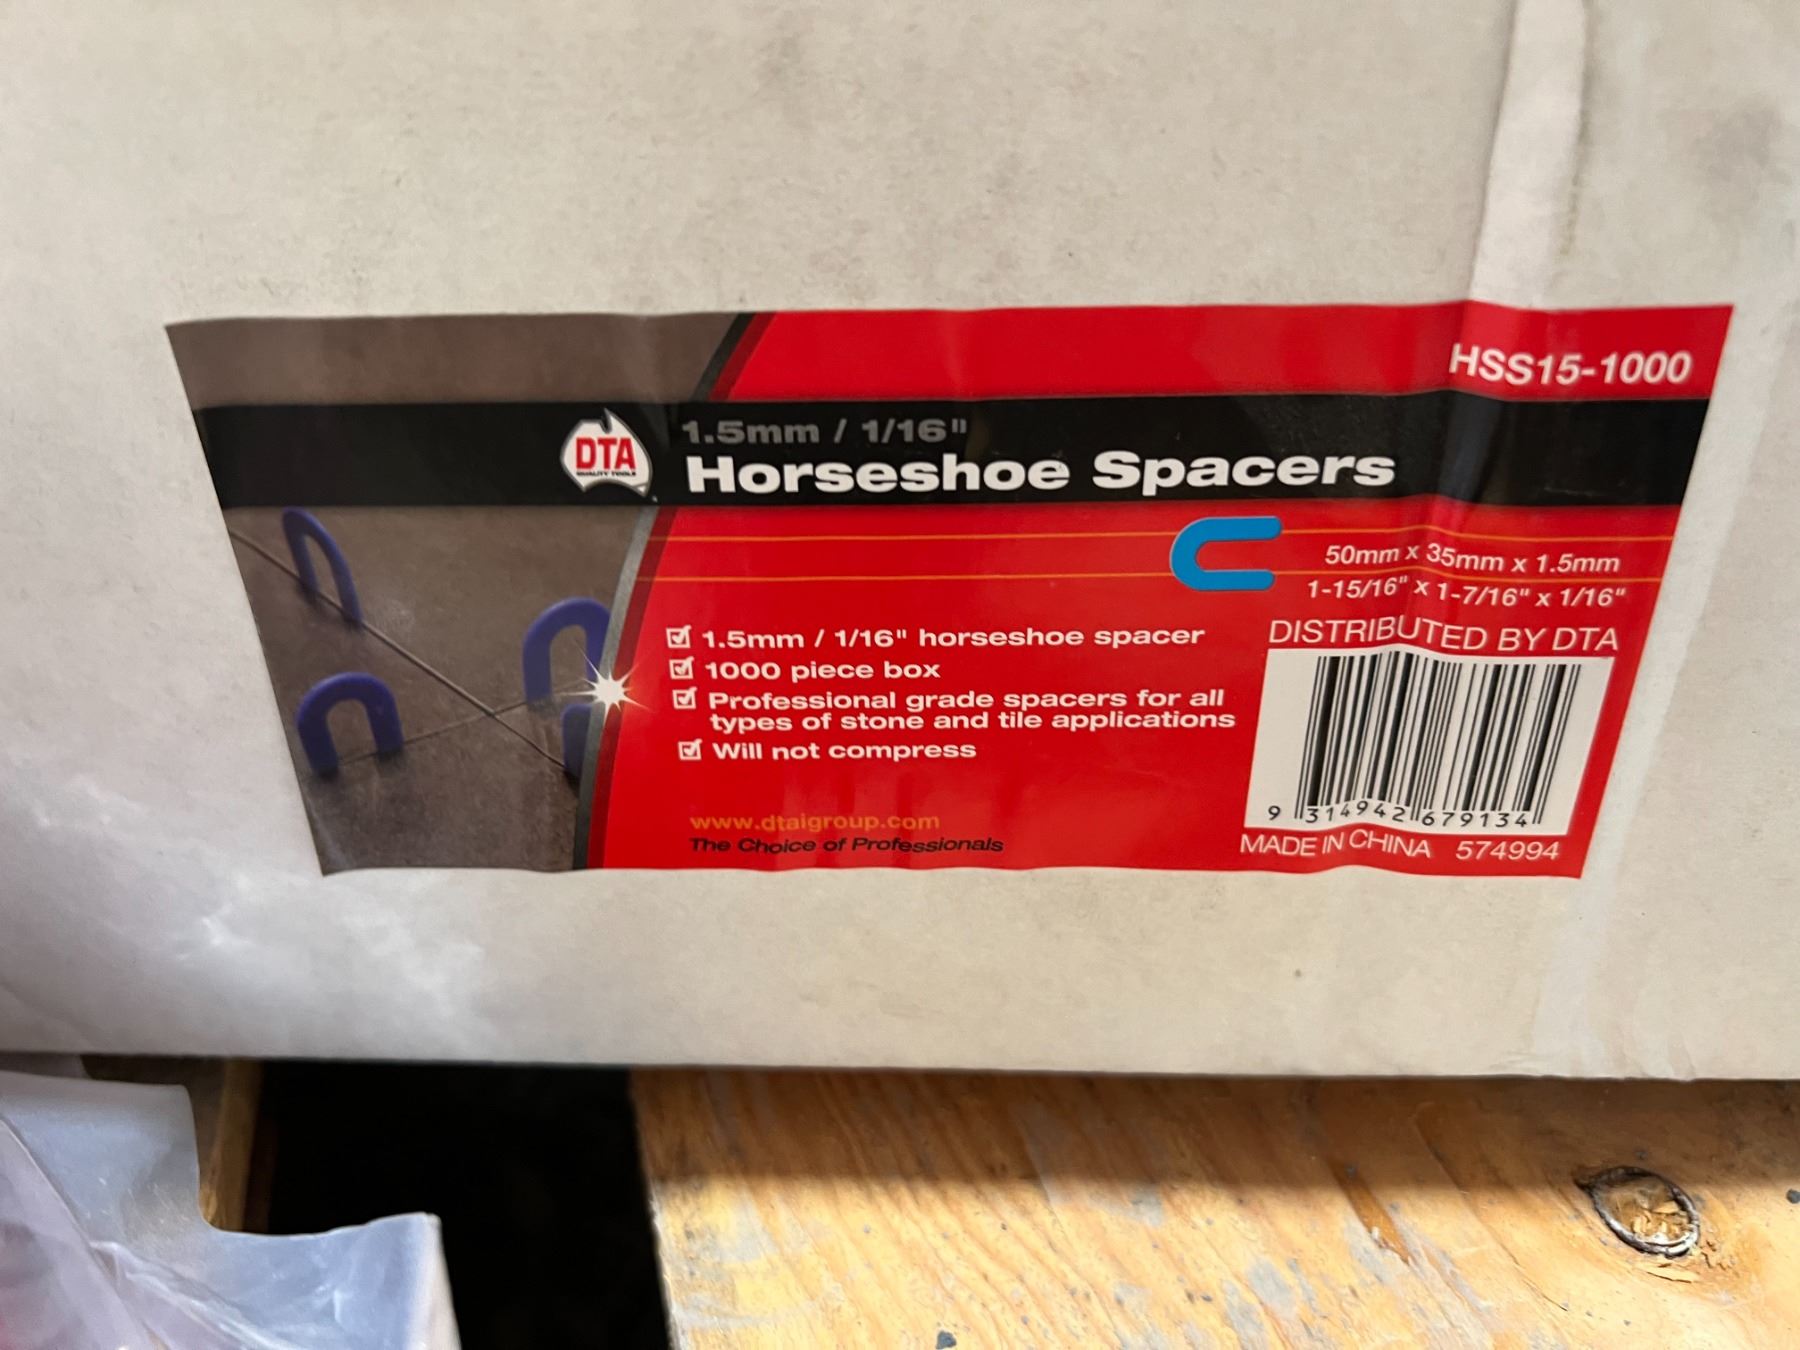 HSS15-1000
DTA
QUALITY TOOLS
1.5mm / 1/16"
Horseshoe Spacers
50mm x 35mm x 1.5mm
1-15/16" x 1-7/16" x 1/16"
☑ 1.5mm / 1/16" horseshoe spacer
☑ 1000 piece box
☑ Professional grade spacers for all
types of stone and tile applications
☑ Will not compress
www.dtaigroup.com
The Choice of Professionals
DISTRIBUTED BY DTA
9 314942 679134
MADE IN CHINA 574994